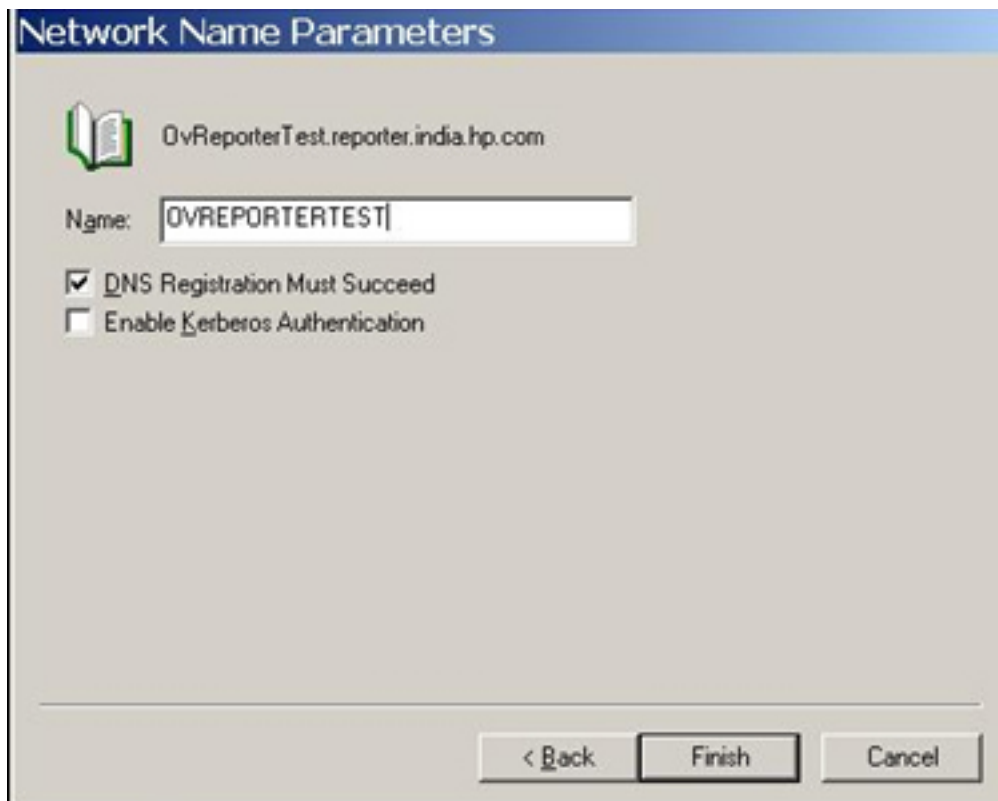 Network Name Parameters
OvReporterTest.reporter.india.hp.com
Name: OVREPORTERTEST
DNS Registration Must Succeed
Enable Kerberos Authentication
< Back Finish Cancel